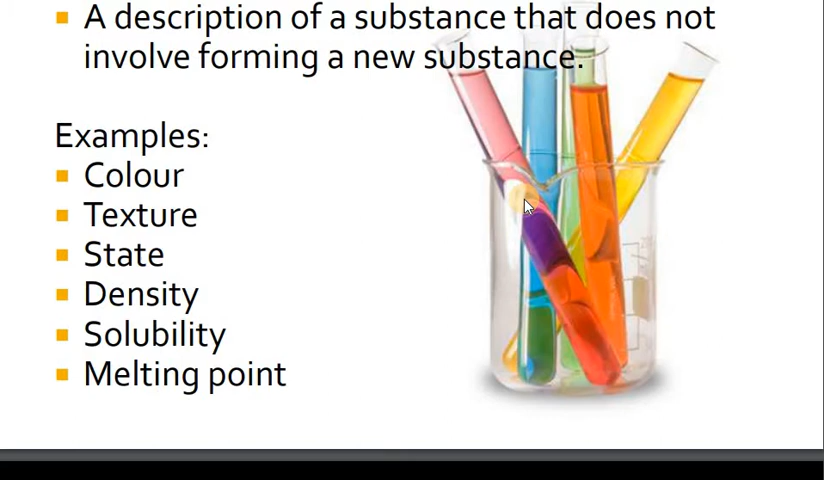 A description of a substance that does not
involve forming a new substance.
Examples:
Colour
Texture
State
Density
Solubility
Melting point